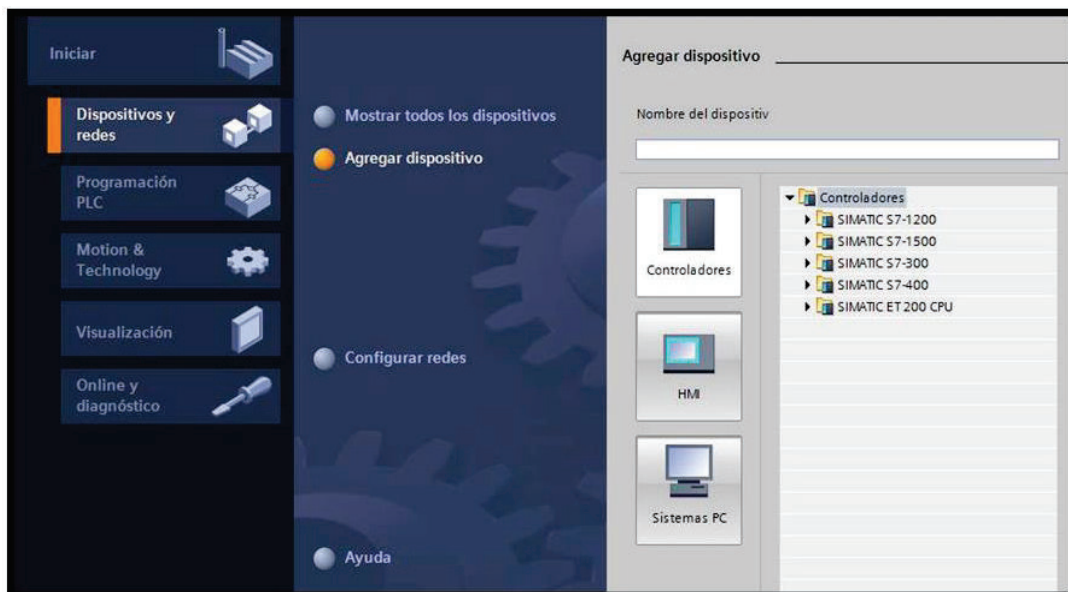 Iniciar
Dispositivos y
redes
Programación
PLC
Motion &
Technology
Visualización
Online y
diagnóstico
Mostrar todos los dispositivos
Agregar dispositivo
Configurar redes
Ayuda
Agregar dispositivo
Nombre del dispositiv
Controladores
HMI
Sistemas PC
Controladores
SIMATIC S7-1200
SIMATIC S7-1500
SIMATIC S7-300
SIMATIC S7-400
SIMATIC ET 200 CPU